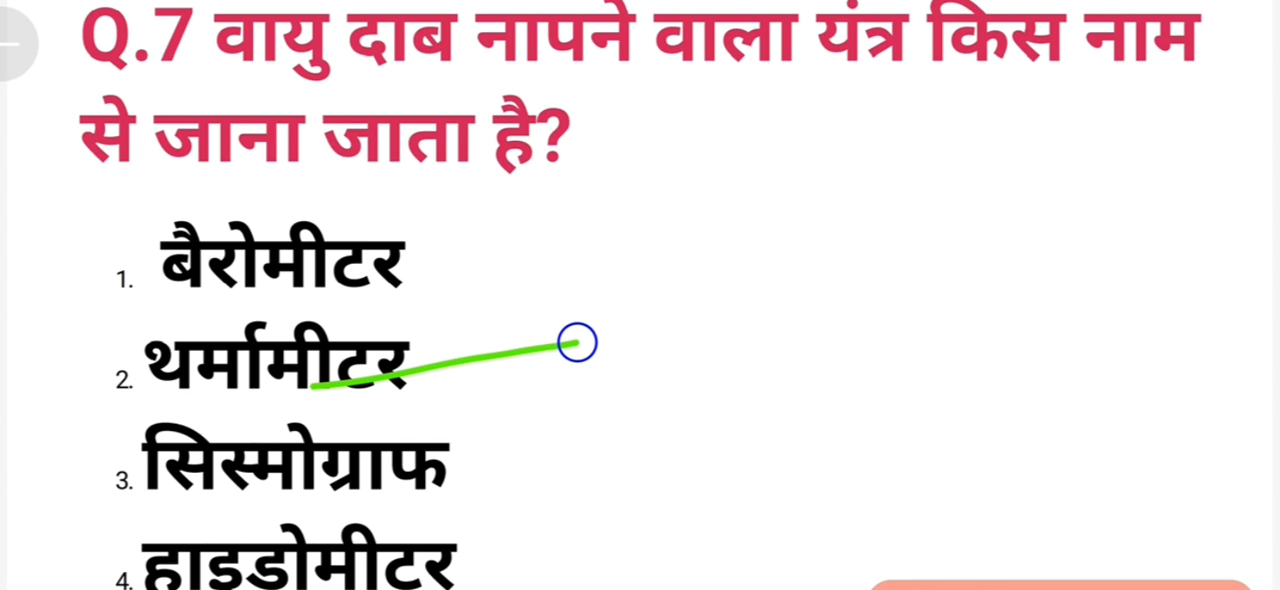 Q.7 वायु दाब नापने वाला यंत्र किस नाम
से जाना जाता है?
1. बैरोमीटर
2. थर्मामीटर
3. सिस्मोग्राफ
4. हाइडोमीटर